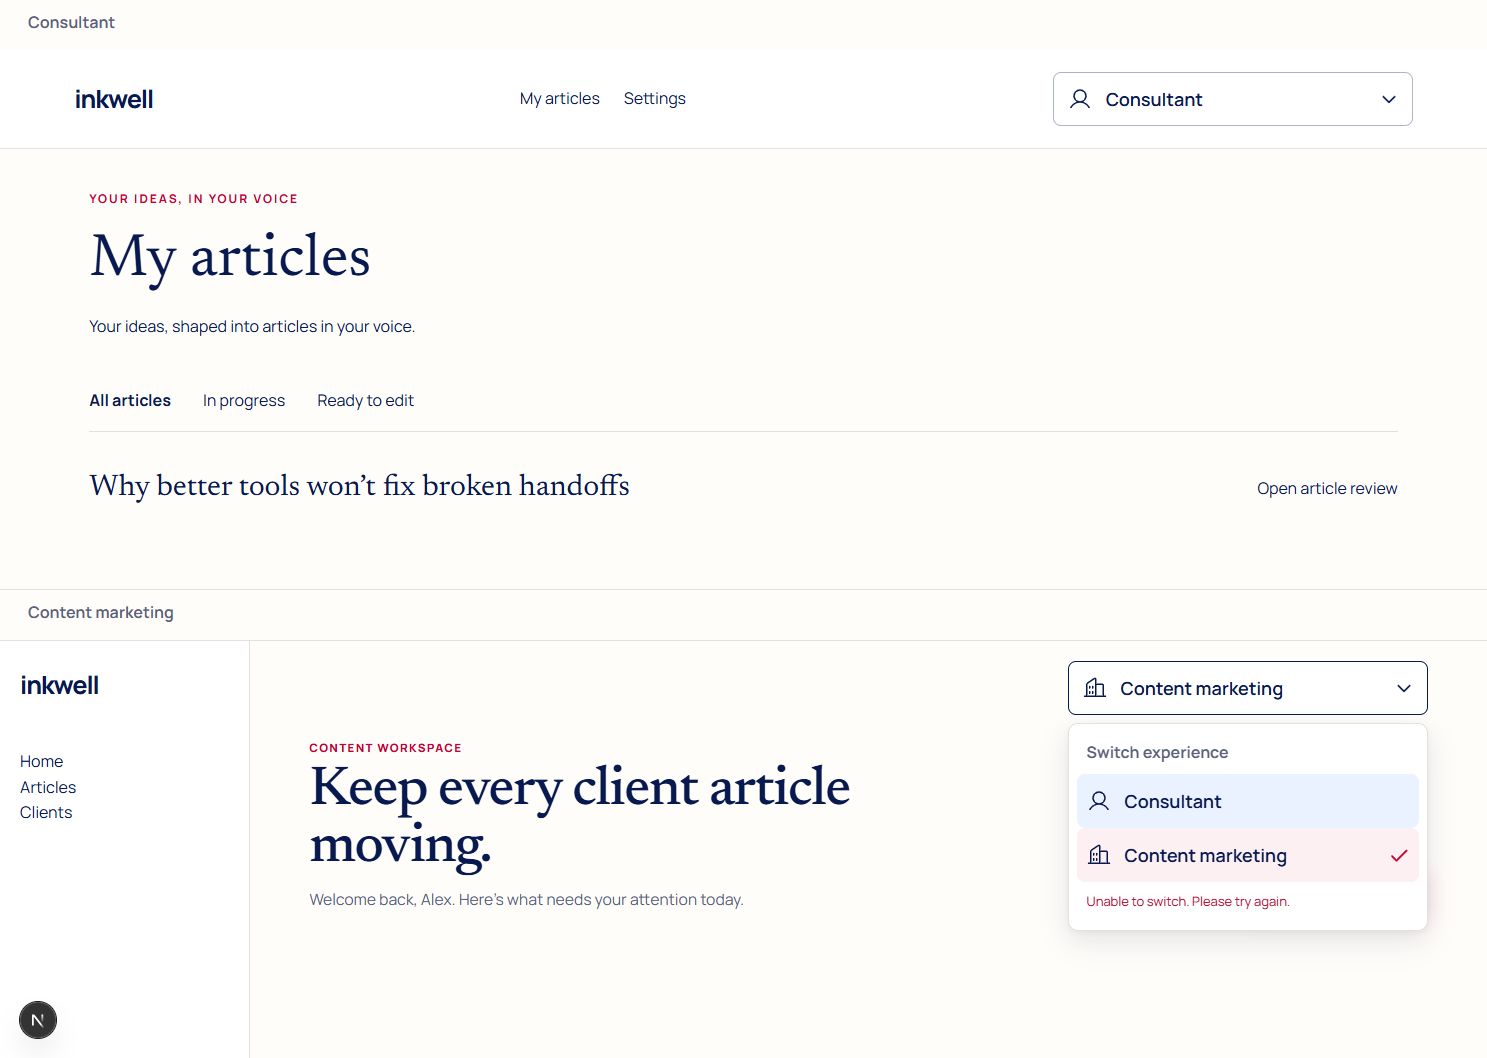 Consultant
inkwell
My articles
Settings
Consultant
YOUR IDEAS, IN YOUR VOICE
My articles
Your ideas, shaped into articles in your voice.
All articles
In progress
Ready to edit
Why better tools won’t fix broken handoffs
Open article review
Content marketing
inkwell
Home
Articles
Clients
Content marketing
Switch experience
Consultant
Content marketing
Unable to switch. Please try again.
CONTENT WORKSPACE
Keep every client article
moving.
Welcome back, Alex. Here’s what needs your attention today.
N